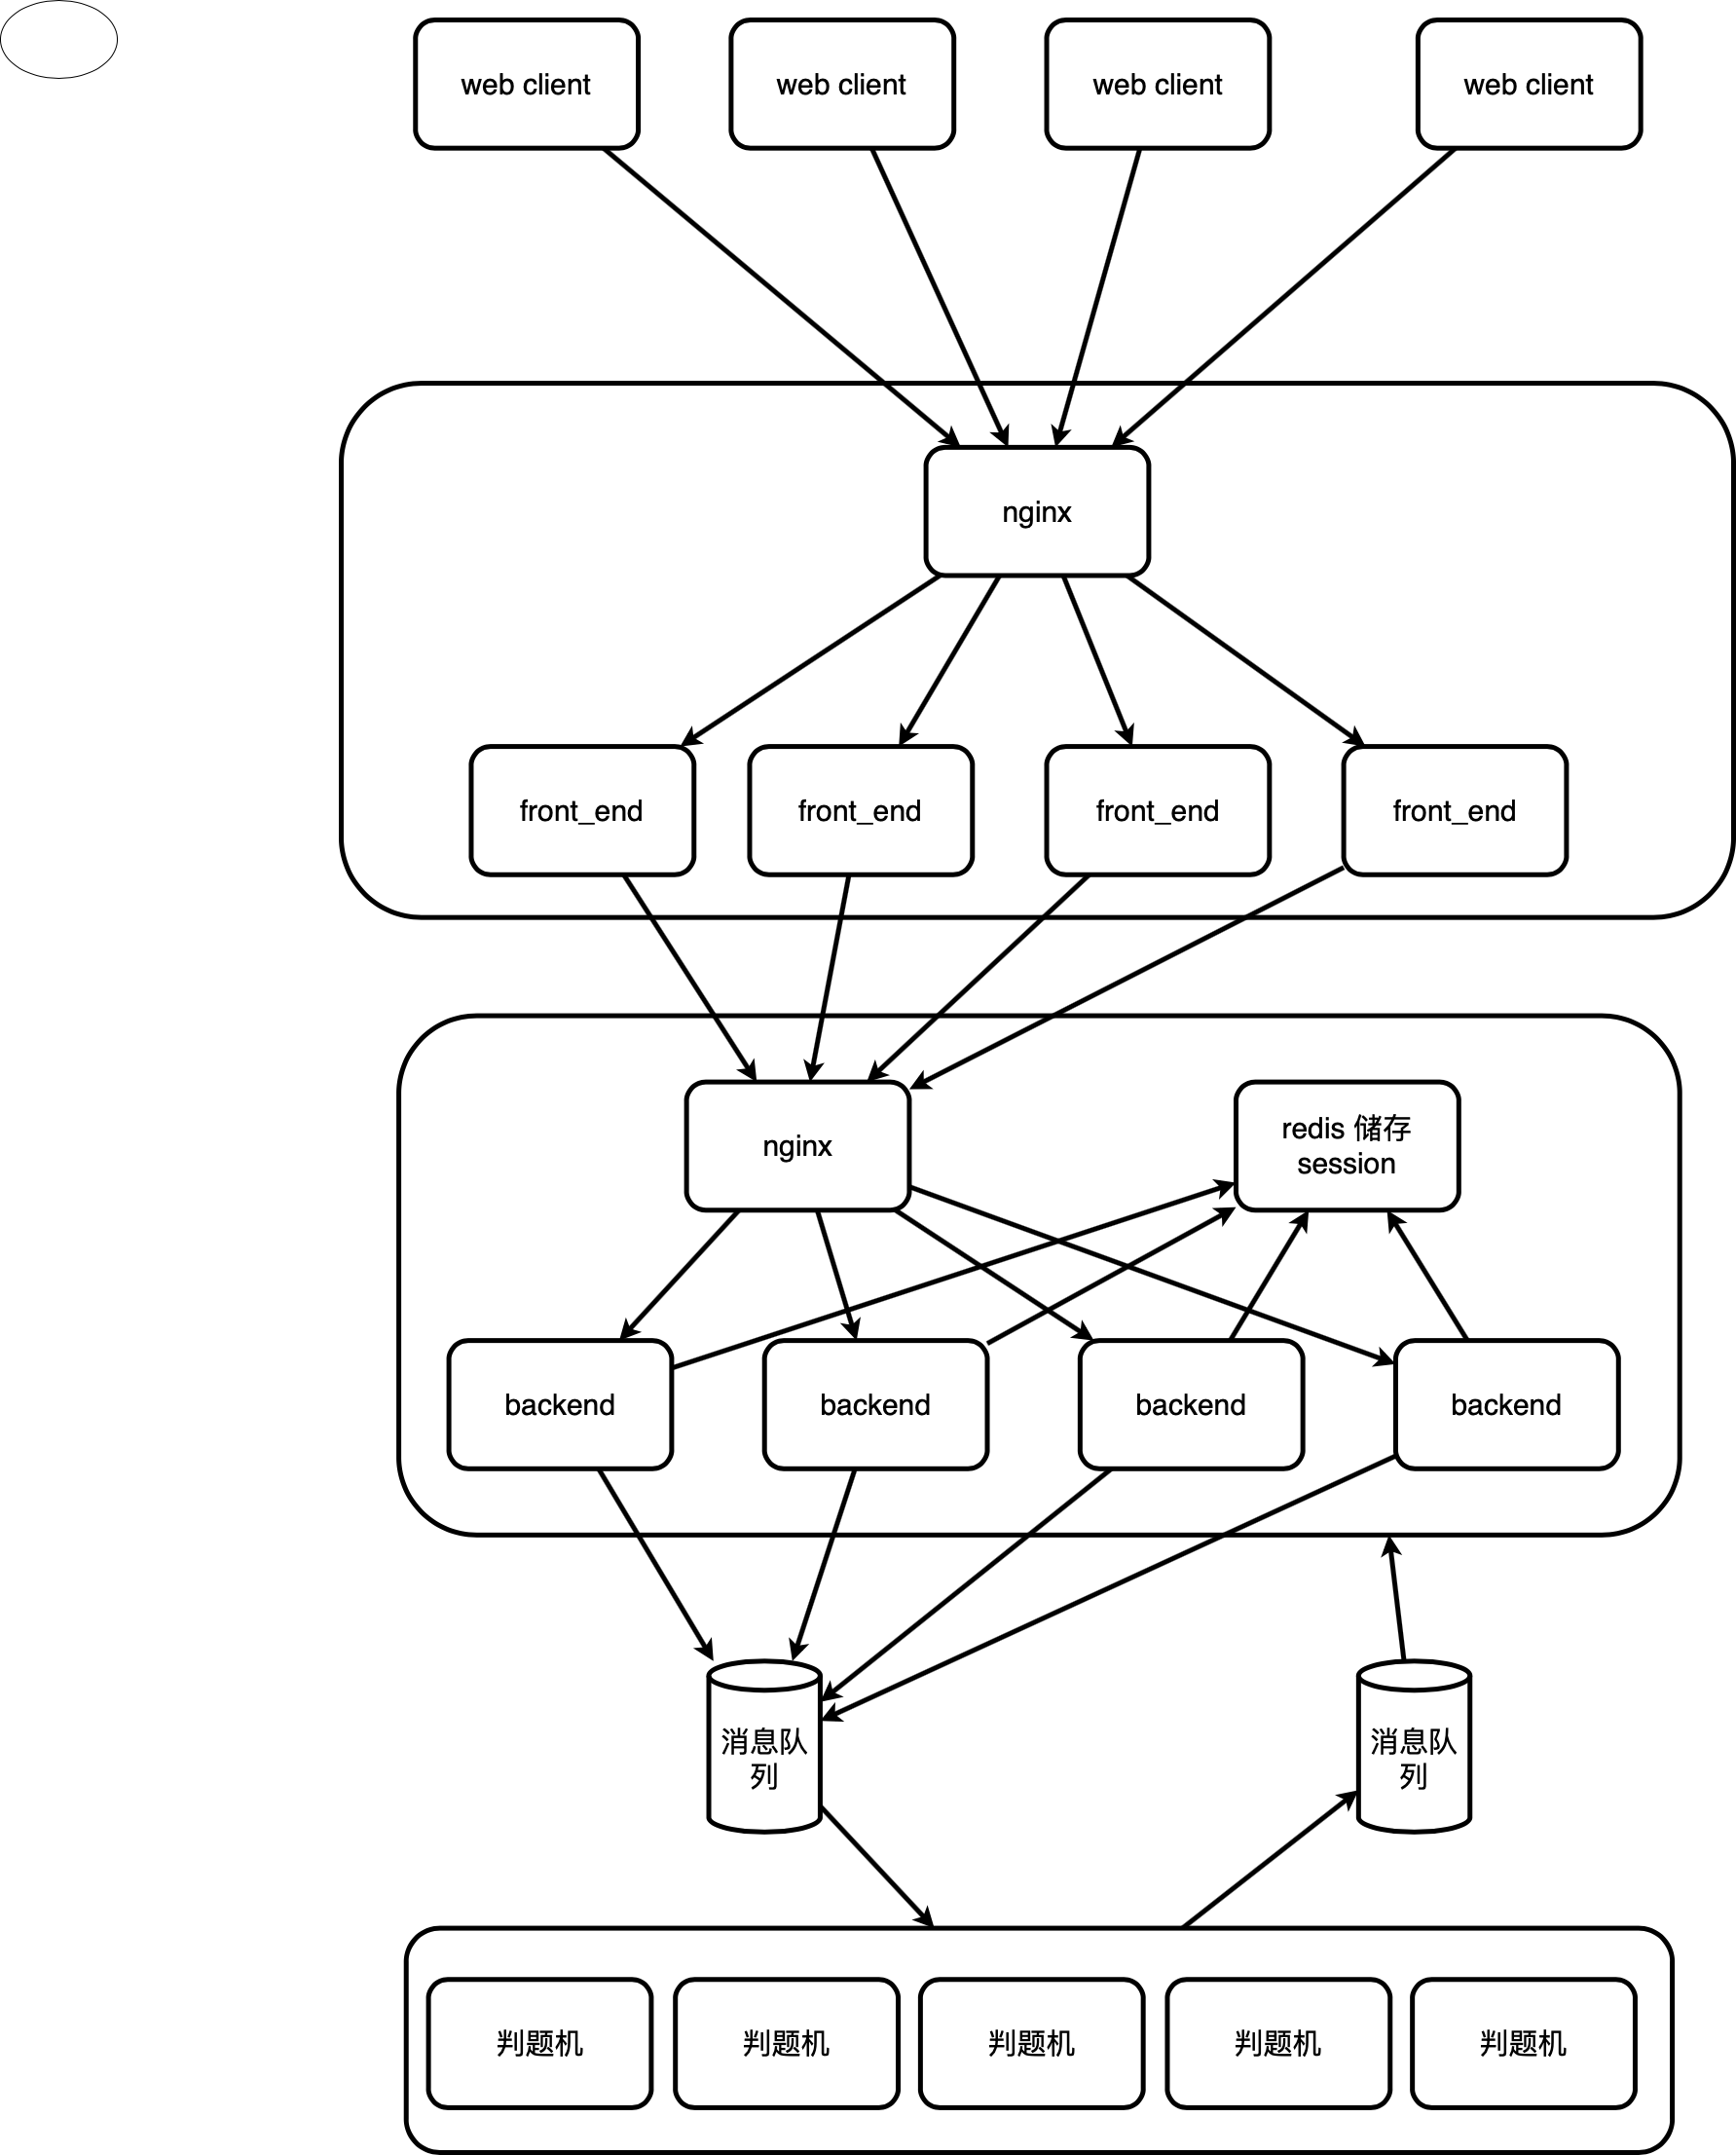 web client
web client
web client
web client
nginx
front_end
front_end
front_end
front_end
nginx
redis 储存
session
backend
backend
backend
backend
消息队
列
消息队
列
判题机
判题机
判题机
判题机
判题机